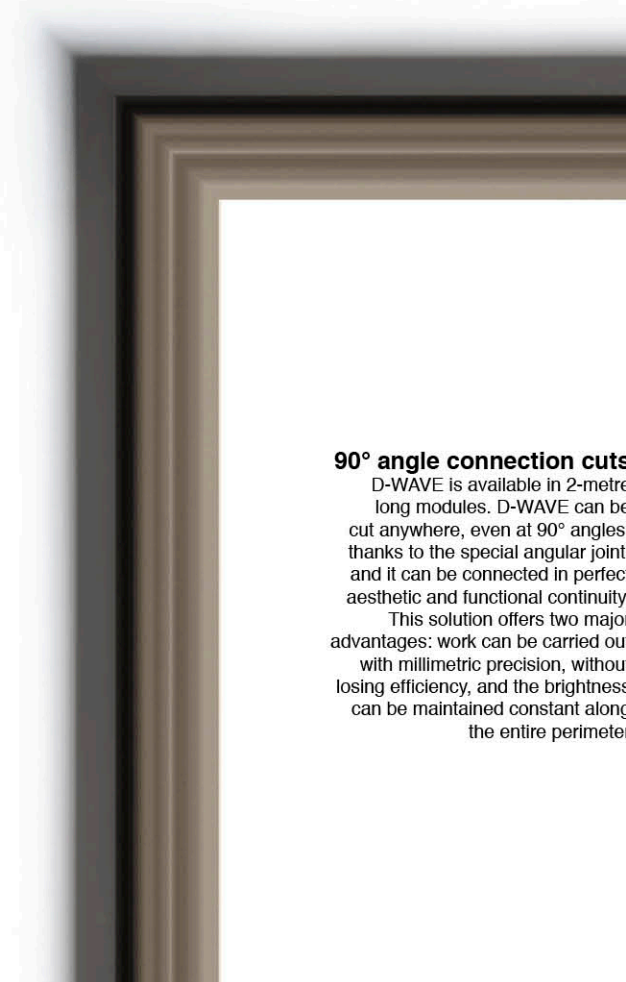 90° angle connection cuts
D-WAVE is available in 2-metre
long modules. D-WAVE can be
cut anywhere, even at 90° angles
thanks to the special angular joint
and it can be connected in perfect
aesthetic and functional continuity.
This solution offers two major
advantages: work can be carried out
with millimetric precision, without
losing efficiency, and the brightness
can be maintained constant along
the entire perimeter